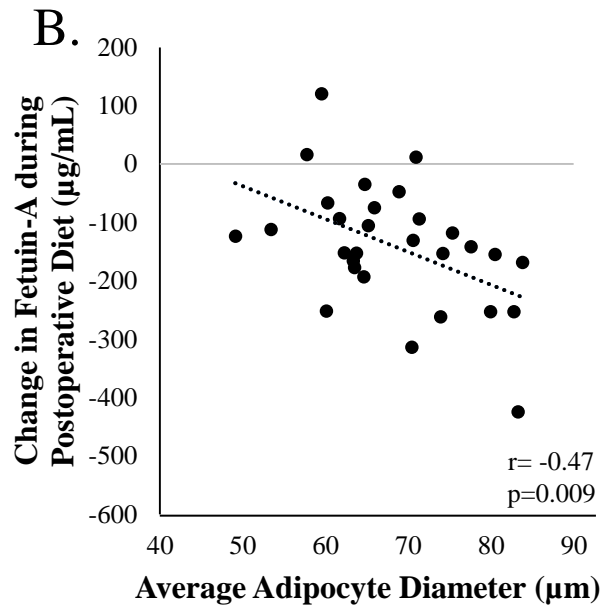 B.
Change in Fetuin-A during
Postoperative Diet (µg/mL)
200
100
0
-100
-200
-300
-400
-500
-600
r= -0.47
p=0.009
40 50 60 70 80 90
Average Adipocyte Diameter (µm)